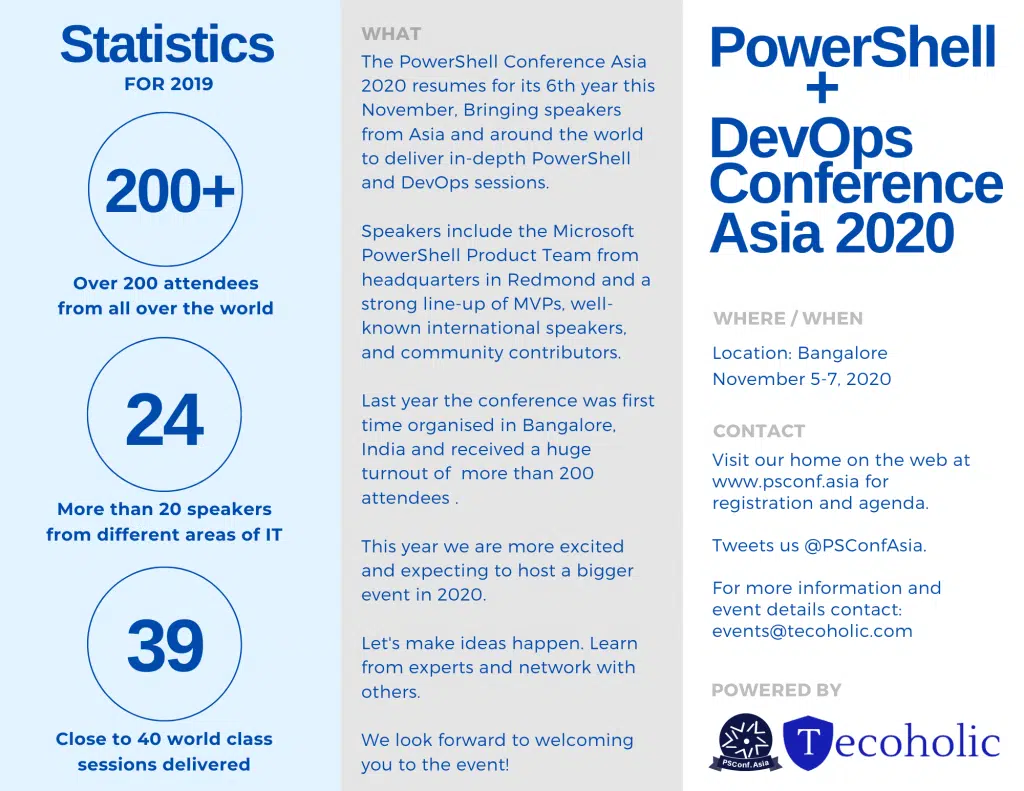 Statistics
FOR 2019
200+
Over 200 attendees
from all over the world
24
More than 20 speakers
from different areas of IT
39
Close to 40 world class
sessions delivered
WHAT
The PowerShell Conference Asia
2020 resumes for its 6th year this
November, Bringing speakers
from Asia and around the world
to deliver in-depth PowerShell
and DevOps sessions.
Speakers include the Microsoft
PowerShell Product Team from
headquarters in Redmond and a
strong line-up of MVPs, well-
known international speakers,
and community contributors.
Last year the conference was first
time organised in Bangalore,
India and received a huge
turnout of  more than 200
attendees .
This year we are more excited
and expecting to host a bigger
event in 2020.
Let's make ideas happen. Learn
from experts and network with
others.
We look forward to welcoming
you to the event!
PowerShell
+
DevOps
Conference
Asia 2020
WHERE / WHEN
Location: Bangalore
November 5-7, 2020
CONTACT
Visit our home on the web at
www.psconf.asia for
registration and agenda.
Tweets us @PSConfAsia.
For more information and
event details contact:
events@tecoholic.com
POWERED BY
PSConf.Asia
Tecoholic